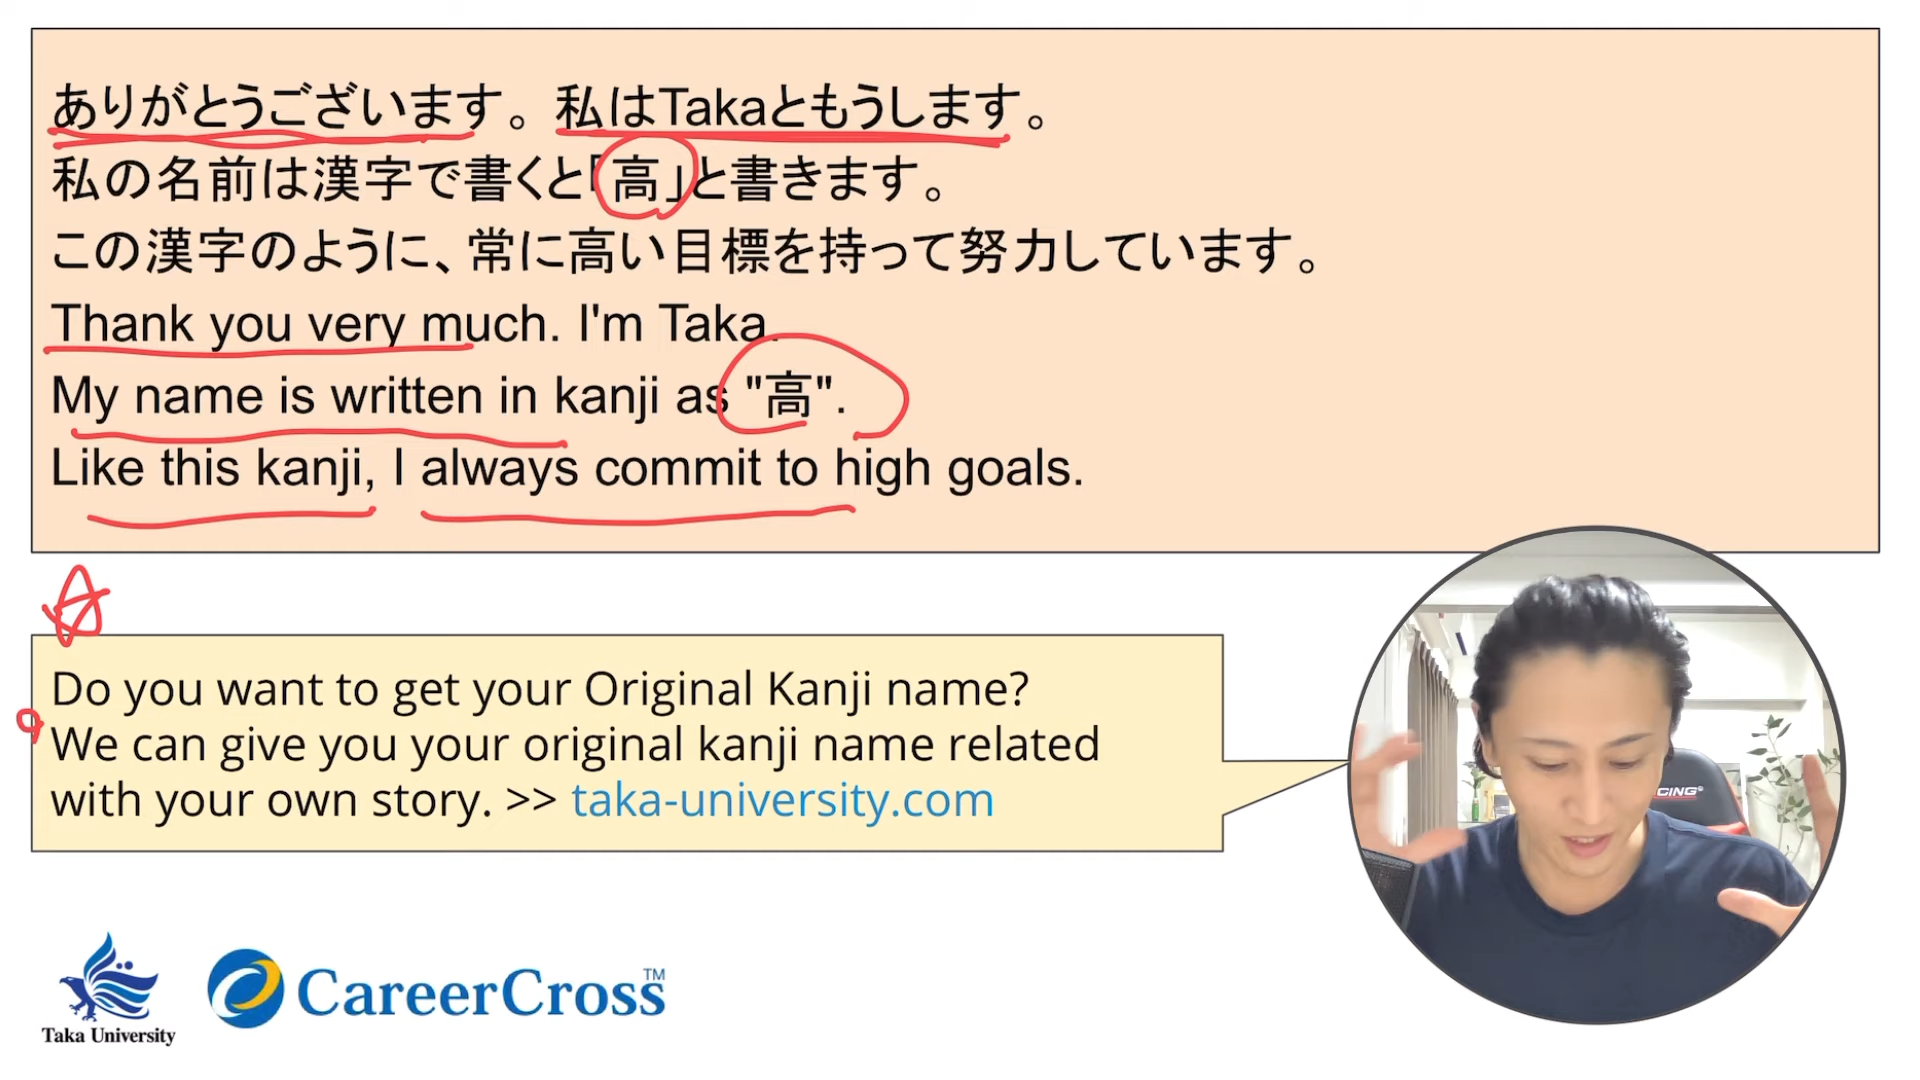 ありがとうございます。私はTakaともうします。
私の名前は漢字で書くと「高」と書きます。
この漢字のように、常に高い目標を持って努力しています。
Thank you very much. I'm Taka.
My name is written in kanji as "高".
Like this kanji, I always commit to high goals.
Do you want to get your Original Kanji name?
We can give you your original kanji name related
with your own story. >> taka-university.com
CING®
Taka University
CareerCross™